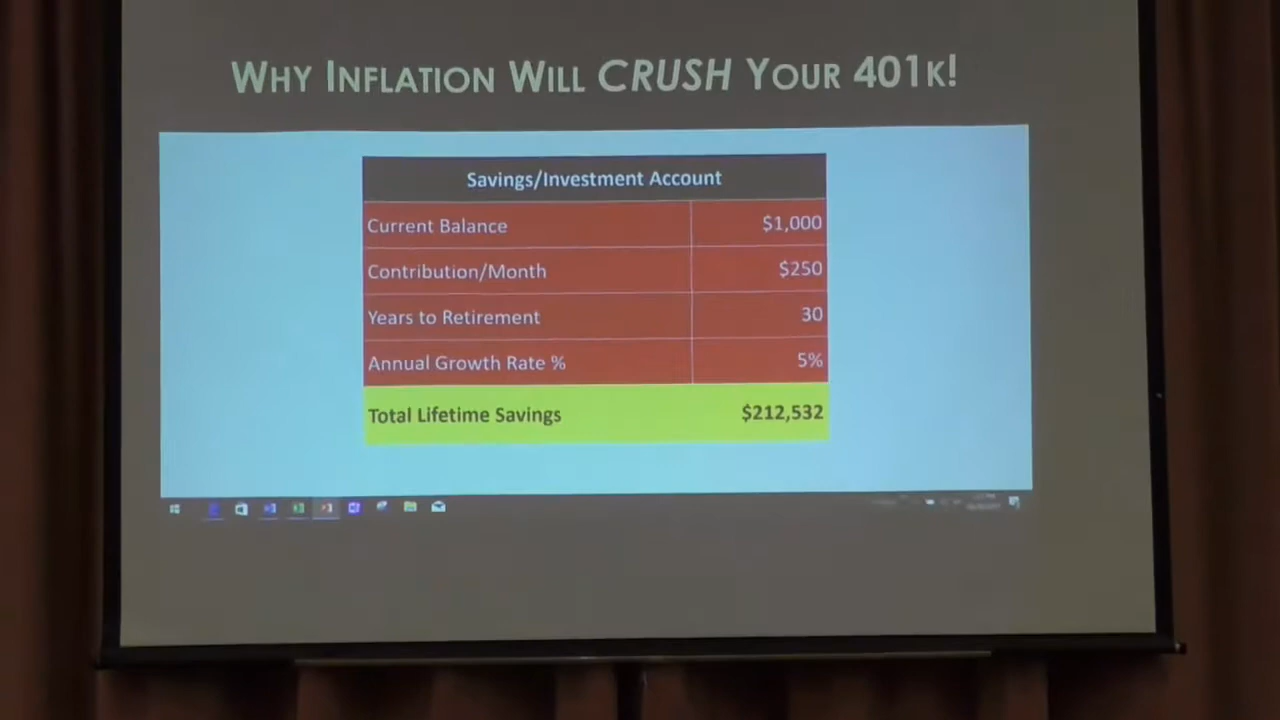 WHY INFLATION WILL CRUSH YOUR 401K!
Savings/Investment Account
Current Balance $1,000
Contribution/Month $250
Years to Retirement 30
Annual Growth Rate % 5%
Total Lifetime Savings $212,532